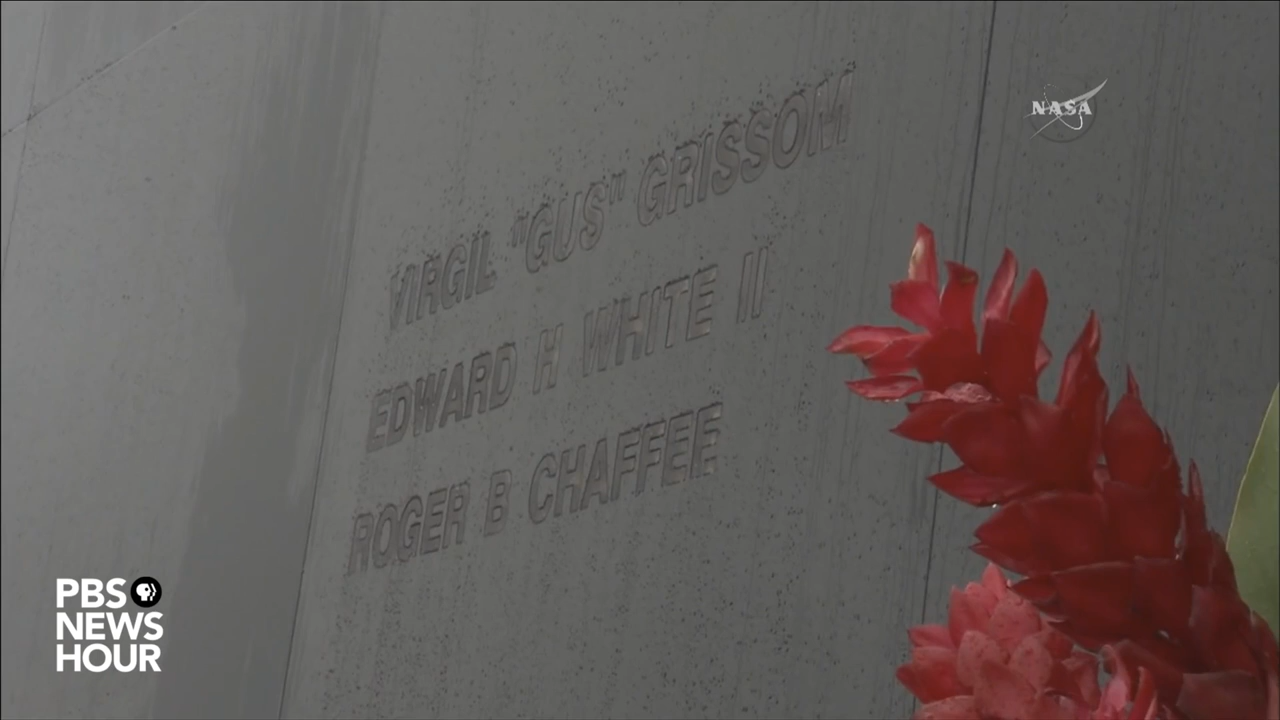 NASA
VIRGIL "GUS" GRISSOM
EDWARD H WHITE II
ROGER B CHAFFEE
PBS
NEWS
HOUR